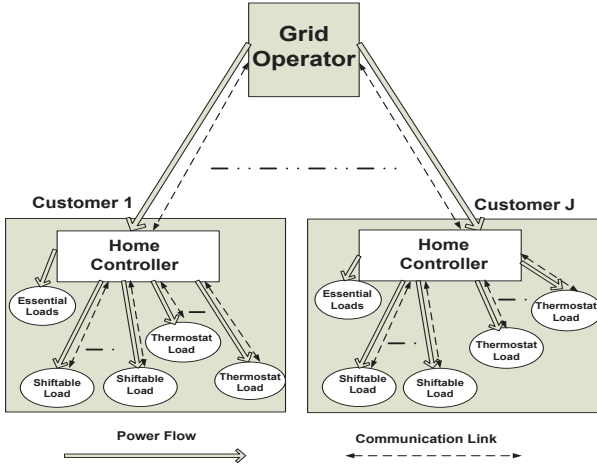 Grid
Operator
Customer 1
Customer J
Home
Controller
Home
Controller
Essential
Loads
Thermostat
Load
Shiftable
Load
Shiftable
Load
Thermostat
Load
Essential
Loads
Thermostat
Load
Thermostat
Load
Shiftable
Load
Shiftable
Load
Power Flow
Communication Link